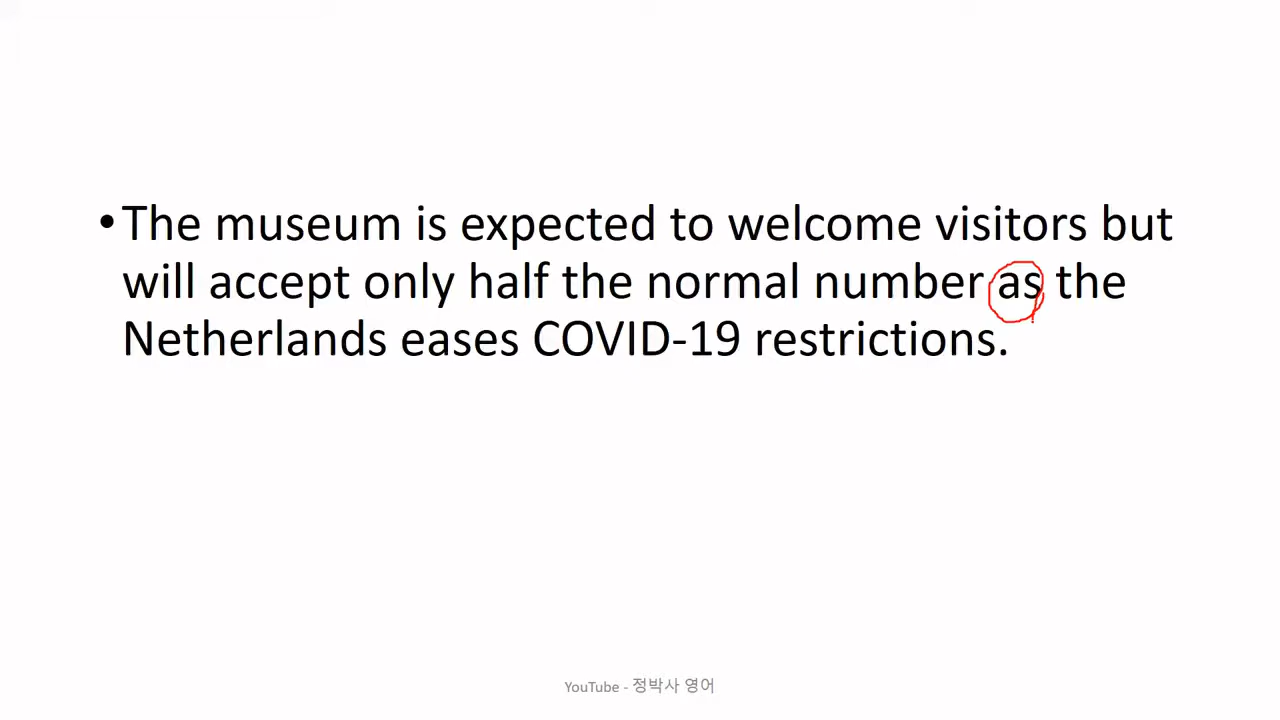 •The museum is expected to welcome visitors but
will accept only half the normal number as the
Netherlands eases COVID-19 restrictions.
YouTube - 정박사 영어